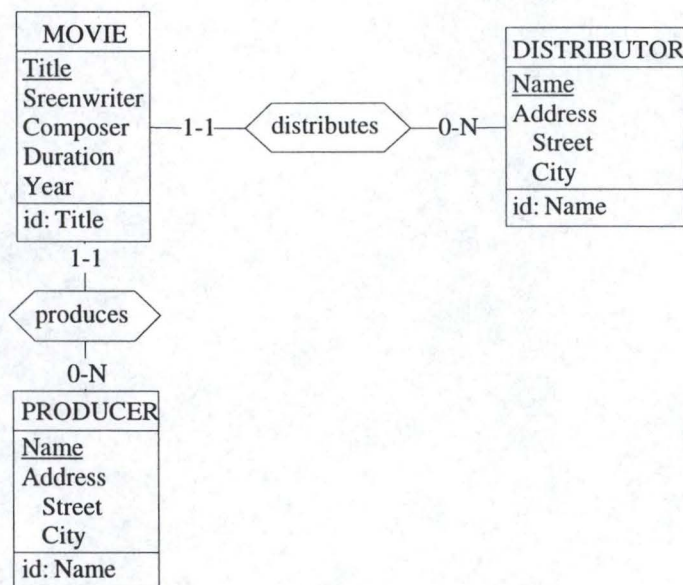 MOVIE
Title
Sreenwriter
Composer
Duration
Year
id: Title
1-1
distributes
0-N
DISTRIBUTOR
Name
Address
Street
City
id: Name
1-1
produces
0-N
PRODUCER
Name
Address
Street
City
id: Name